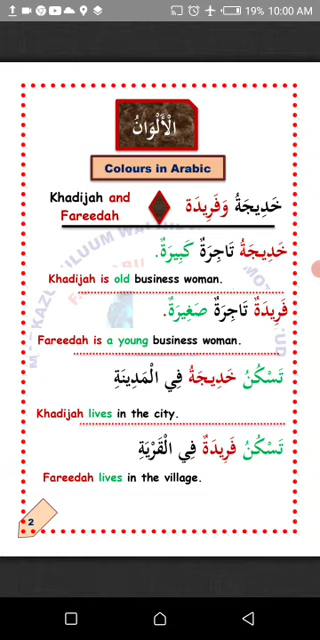 19% 10:00 AM
الْأَلْوَانُ
Colours in Arabic
Khadijah and Fareedah
خَدِيجَةُ وَفَرِيدَة
خَدِيجَةُ تَاجِرَةٌ كَبِيرَةٌ.
Khadijah is old business woman.
فَرِيدَةٌ تَاجِرَةٌ صَغِيرَةٌ.
Fareedah is a young business woman.
تَسْكُنُ خَدِيجَةُ فِي الْمَدِينَةِ
Khadijah lives in the city.
تَسْكُنُ فَرِيدَةٌ فِي الْقَرْيَةِ
Fareedah lives in the village.
2